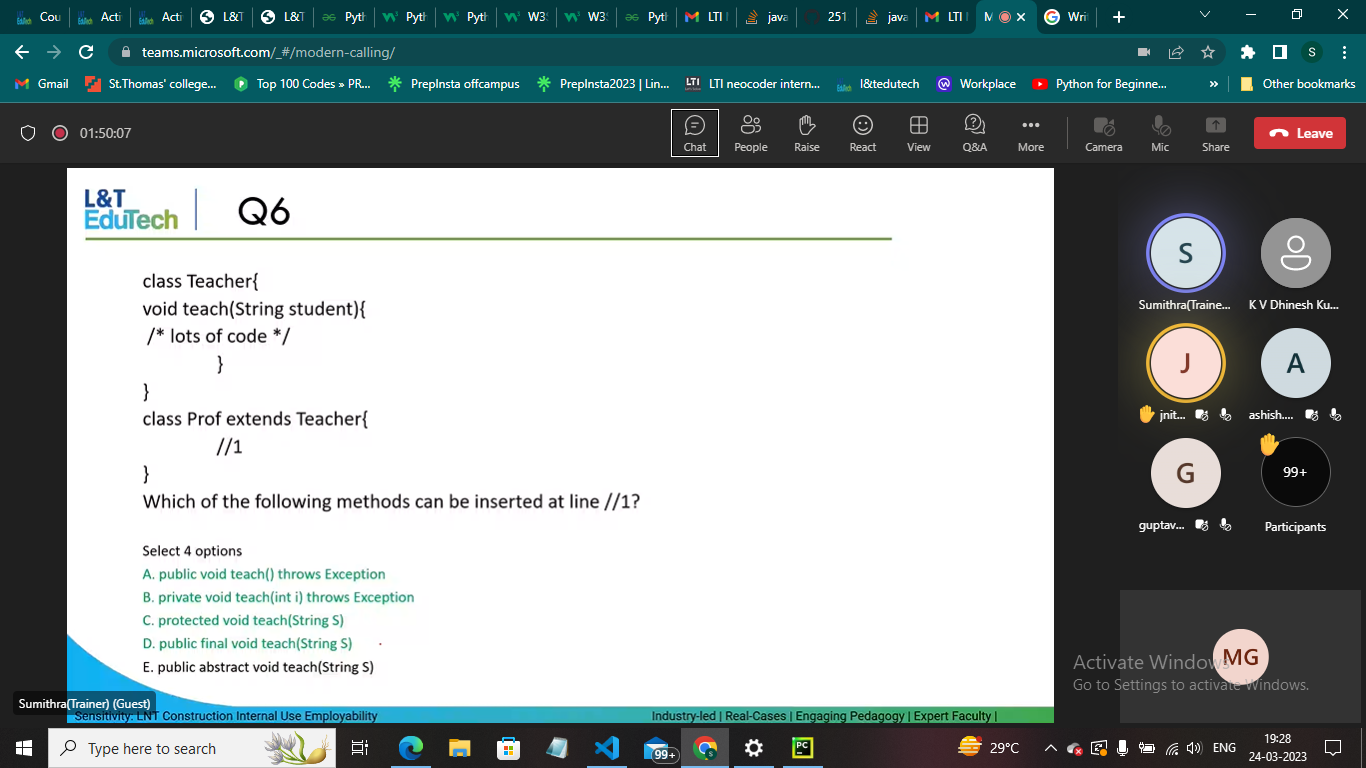 Cou
Acti
Acti
L&T
L&T
Pyth
Pyth
Pyth
W3S
W3S
Pyth
LTI M
java
251
java
LTI M
M
Writ
teams.microsoft.com/_#/modern-calling/
S
Gmail
St.Thomas' college...
Top 100 Codes » PR...
PrepInsta offcampus
PrepInsta2023 | Lin...
LTI neocoder intern...
l&tedutech
Workplace
Python for Beginne...
»
Other bookmarks
01:50:07
Chat
People
Raise
React
View
Q&A
More
Camera
Mic
Share
Leave
L&T
EduTech
Q6
class Teacher{
void teach(String student){
/* lots of code */
}
}
class Prof extends Teacher{
//1
}
Which of the following methods can be inserted at line //1?
Select 4 options
A. public void teach() throws Exception
B. private void teach(int i) throws Exception
C. protected void teach(String S)
D. public final void teach(String S)
E. public abstract void teach(String S)
Sumithra(Trainer) (Guest)
Sensitivity: LNT Construction Internal Use Employability
Industry-led | Real-Cases | Engaging Pedagogy | Expert Faculty |
S
Sumithra(Traine...
K V Dhinesh Ku...
J
jnit...
A
ashish....
G
guptav...
99+
Participants
MG
Activate Windows
Go to Settings to activate Windows.
Type here to search
99+
PC
29°C
ENG
19:28
24-03-2023